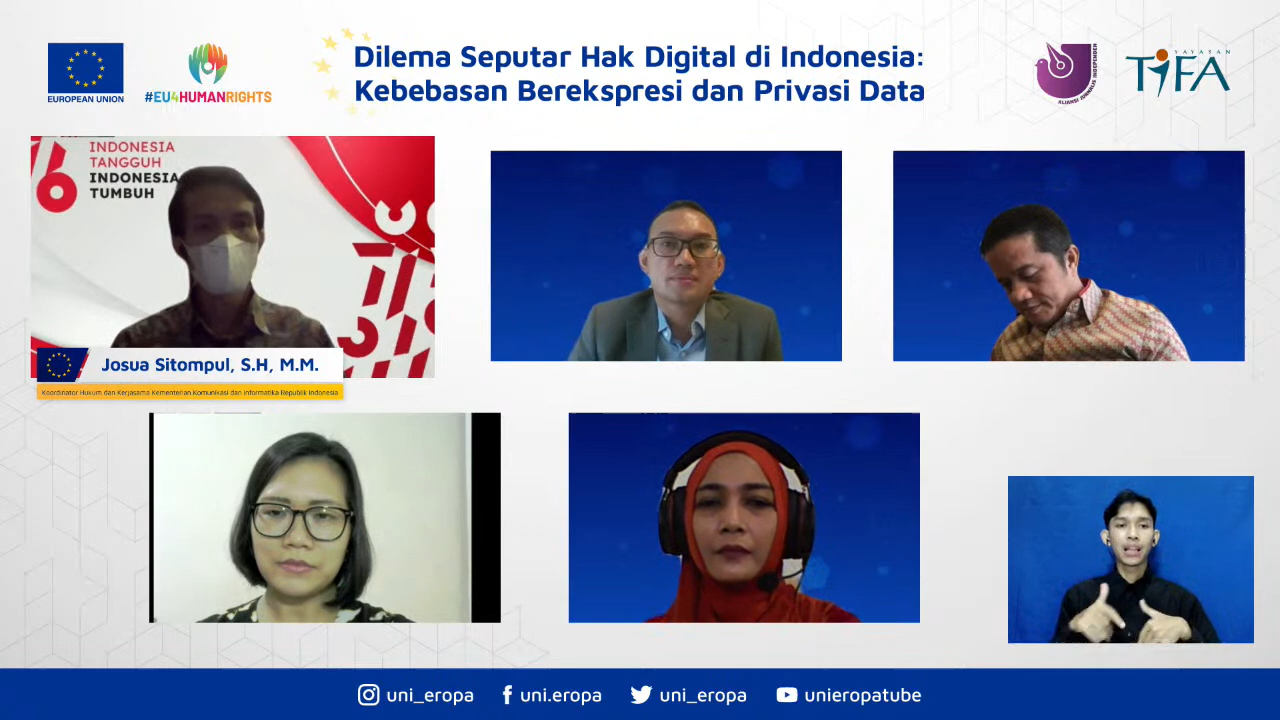 EUROPEAN UNION
#EU4HUMANRIGHTS
Dilema Seputar Hak Digital di Indonesia:
Kebebasan Berekspresi dan Privasi Data
ALIANSI JURNALIS INDEPENDEN
YAYASAN
TIFA
76
INDONESIA
TANGGUH
INDONESIA
TUMBUH
Josua Sitompul, S.H, M.M.
Koordinator Hukum dan Kerjasama Kementerian Komunikasi dan Informatika Republik Indonesia
uni_eropa
uni.eropa
uni_eropa
unieropatube